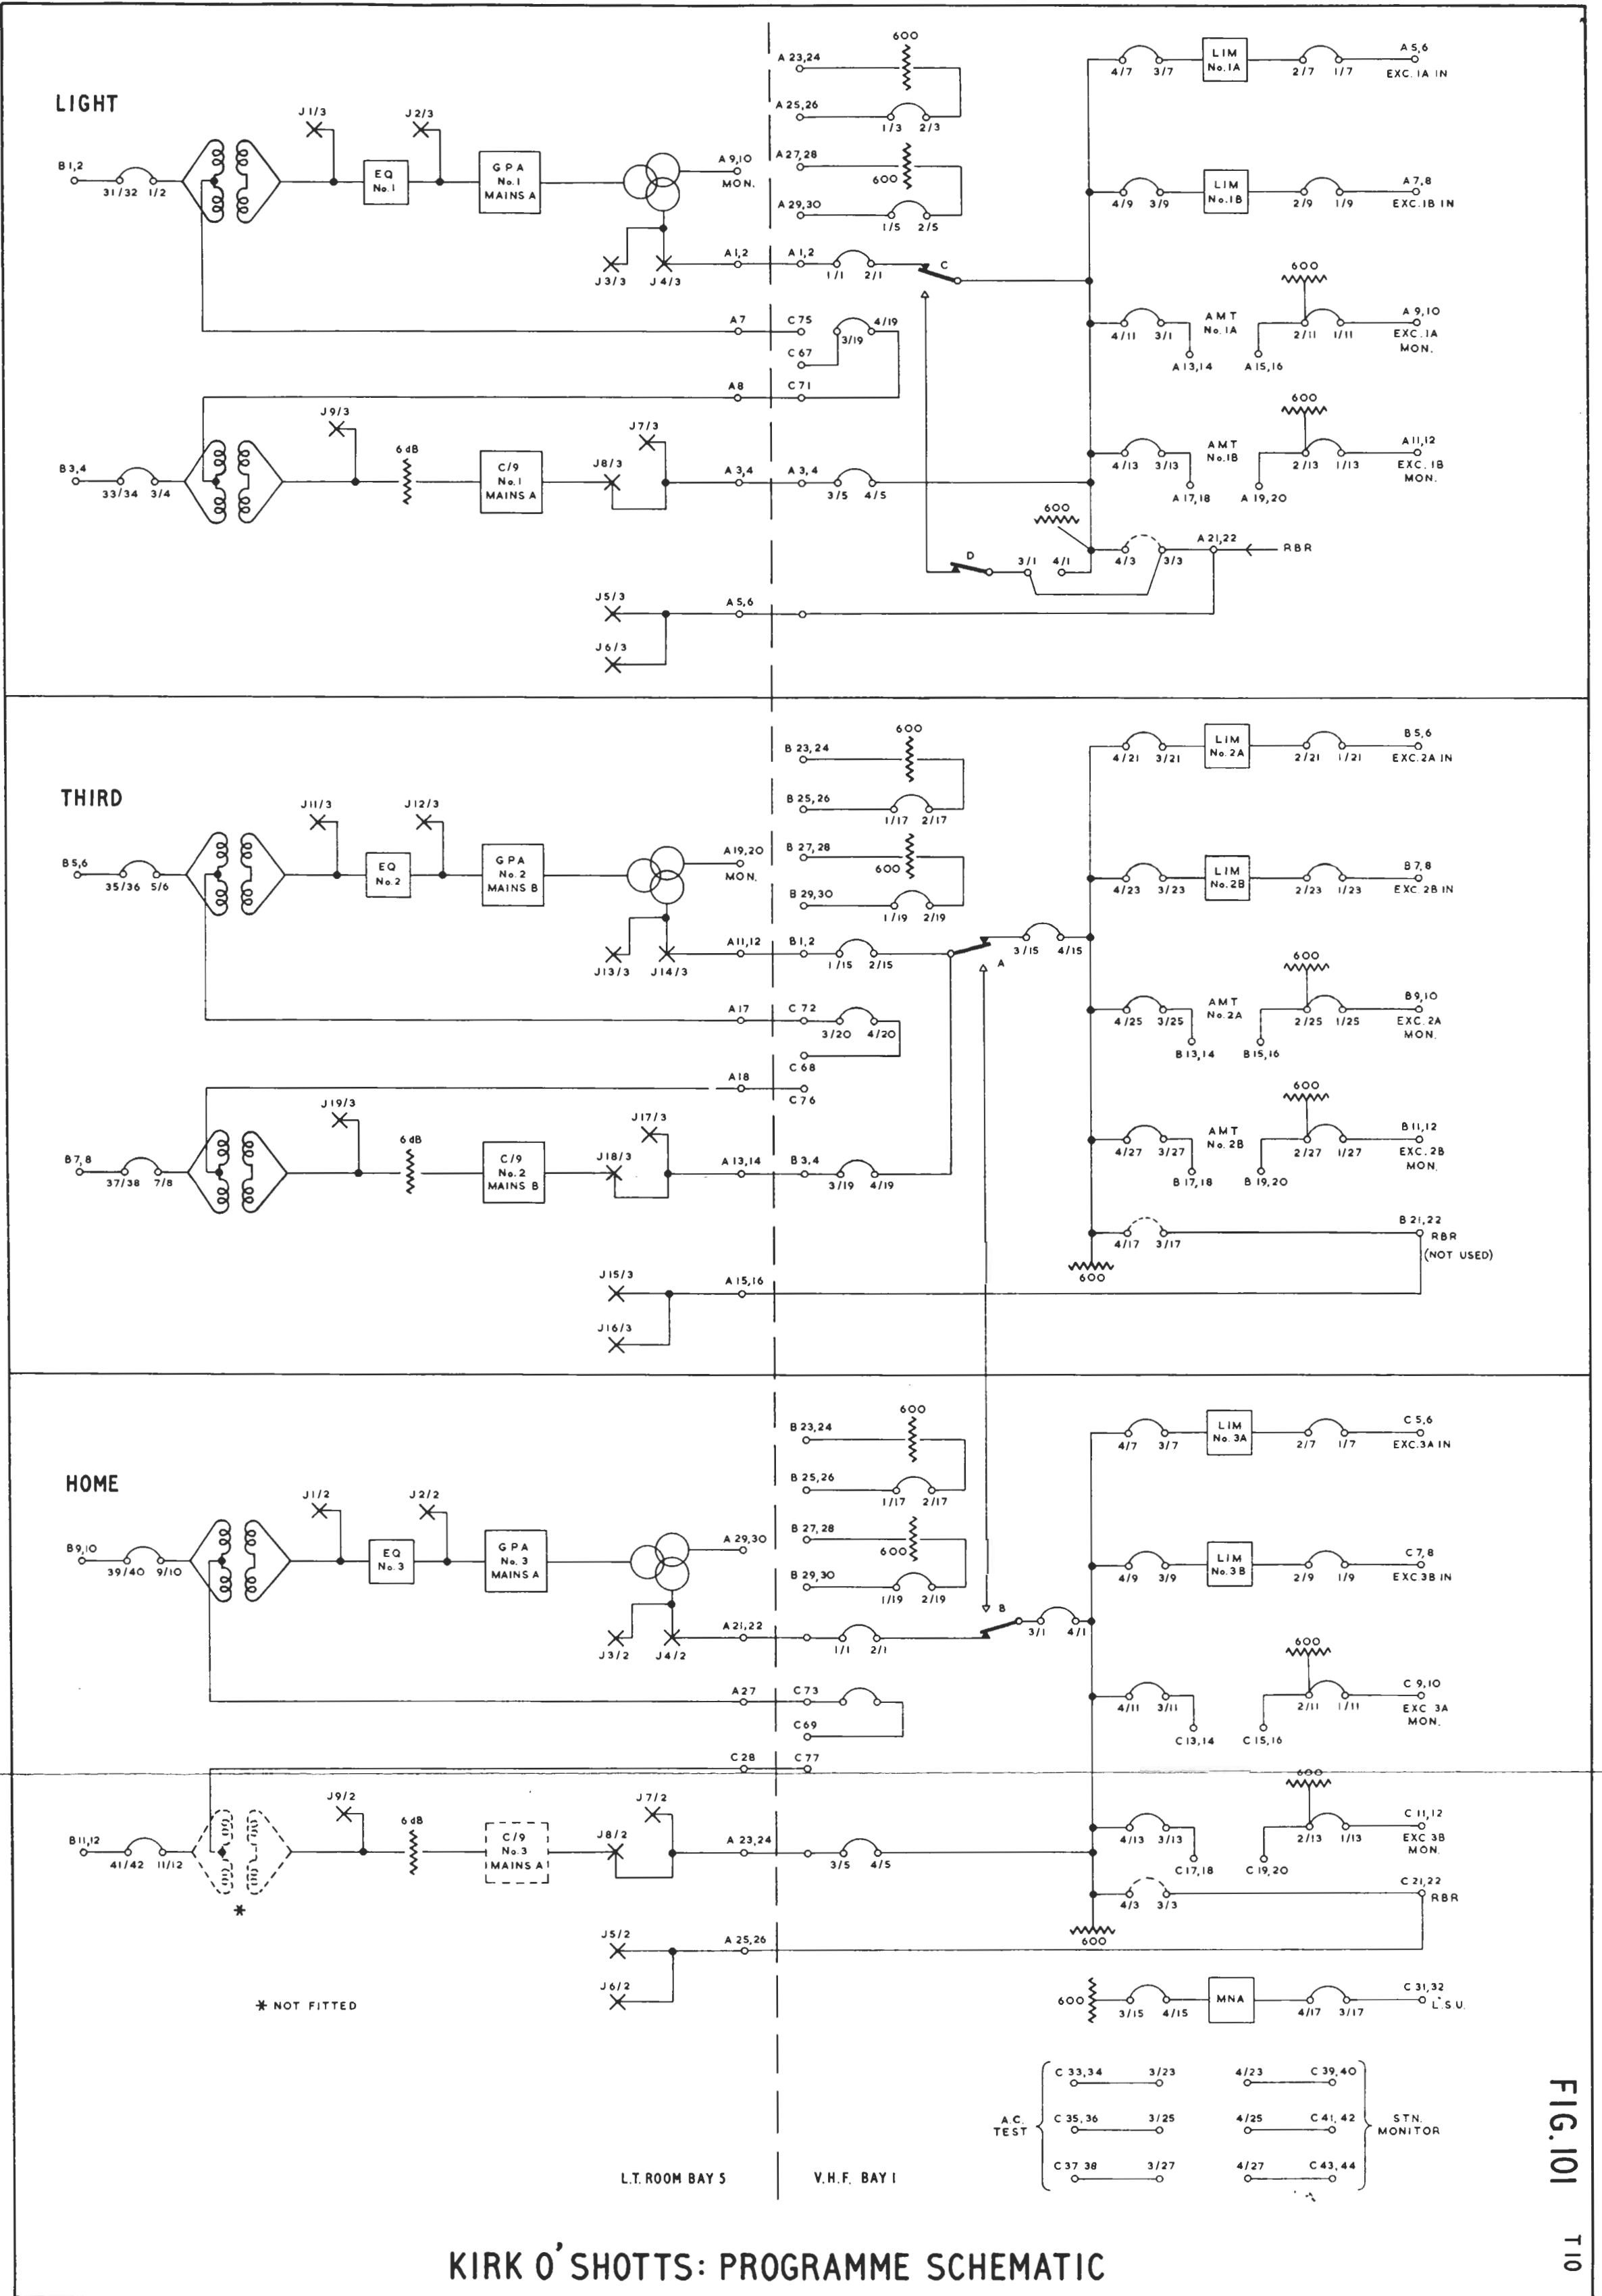 LIGHT
B1,2
31/32 1/2
J1/3
J2/3
EQ
No.1
GPA
No.1
MAINS A
A9,10
MON.
J3/3 J4/3
A1,2
A7
A8
B3,4
33/34 3/4
J9/3
6dB
C/9
No.1
MAINS A
J8/3
J7/3
A3,4
J5/3
J6/3
A5,6
A 23,24
600
A 25,26
1/3 2/3
A 27,28
600
A 29,30
1/5 2/5
A1,2
1/1 2/1
C
C75
3/19
4/19
C67
C71
A3,4
3/5 4/5
D
3/1 4/1
600
4/7 3/7
LIM
No.1A
2/7 1/7
A5,6
EXC. 1A IN
4/9 3/9
LIM
No.1B
2/9 1/9
A7,8
EXC. 1B IN
4/11 3/1
AMT
No.1A
A13,14
A15,16
600
2/11 1/11
A 9,10
EXC. 1A
MON.
4/13 3/13
AMT
No.1B
A17,18
A 19,20
600
2/13 1/13
A11,12
EXC. 1B
MON.
4/3 3/3
A 21,22
RBR
THIRD
B5,6
35/36 5/6
J11/3
J12/3
EQ
No.2
GPA
No.2
MAINS B
A19,20
MON.
J13/3 J14/3
A11,12
A17
A18
B7,8
37/38 7/8
J19/3
6dB
C/9
No.2
MAINS B
J18/3
J17/3
A13,14
J15/3
J16/3
A15,16
B 23,24
600
B 25,26
1/17 2/17
B 27,28
600
B 29,30
1/19 2/19
B1,2
1/15 2/15
A
3/15 4/15
C 72
3/20 4/20
C 68
C76
B3,4
3/19 4/19
4/21 3/21
LIM
No.2A
2/21 1/21
B5,6
EXC.2A IN
4/23 3/23
LIM
No.2B
2/23 1/23
B7,8
EXC. 2B IN
4/25 3/25
AMT
No.2A
B13,14
B15,16
600
2/25 1/25
B9,10
EXC. 2A
MON.
4/27 3/27
AMT
No.2B
B 17,18
B 19,20
600
2/27 1/27
B11,12
EXC. 2B
MON.
4/17 3/17
600
B 21,22
RBR
(NOT USED)
HOME
B9,10
39/40 9/10
J1/2
J2/2
EQ
No.3
GPA
No. 3
MAINS A
A 29,30
J3/2 J4/2
A21,22
A27
C28
B11,12
41/42 11/12
J9/2
6dB
C/9
No.3
MAINS A
J8/2
J7/2
A 23,24
*
J5/2
J6/2
A 25,26
* NOT FITTED
B 23,24
600
B 25,26
1/17 2/17
B 27,28
600
B 29,30
1/19 2/19
1/1 2/1
B
3/1 4/1
C73
C69
C77
3/5 4/5
4/7 3/7
LIM
No. 3A
2/7 1/7
C 5,6
EXC.3A IN
4/9 3/9
LIM
No.3B
2/9 1/9
C7,8
EXC 3B IN
4/11 3/11
C13,14
C15,16
600
2/11 1/11
C 9,10
EXC 3A
MON.
4/13 3/13
C17,18
C19,20
600
2/13 1/13
C 11,12
EXC 3B
MON.
4/3 3/3
600
C21,22
RBR
600
3/15 4/15
MNA
4/17 3/17
C 31,32
L.S.U.
A.C.
TEST
C 33,34 3/23 4/23 C 39,40
C 35,36 3/25 4/25 C 41, 42
C37 38 3/27 4/27 C43,44
STN.
MONITOR
L.T. ROOM BAY 5
V.H.F. BAY 1
FIG. 101
T 10
KIRK O'SHOTTS: PROGRAMME SCHEMATIC